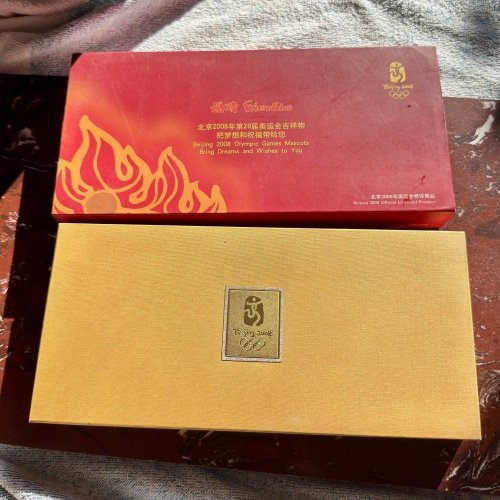 Beijing 2008
福娃 Friendlies
北京2008年第29届奥运会吉祥物
把梦想和祝福带给您
Beijing 2008 Olympic Games Mascots
Bring Dreams and Wishes to You
北京2008年奥运会特许商品
Beijing 2008 Official Licensed Product
Beijing 2008